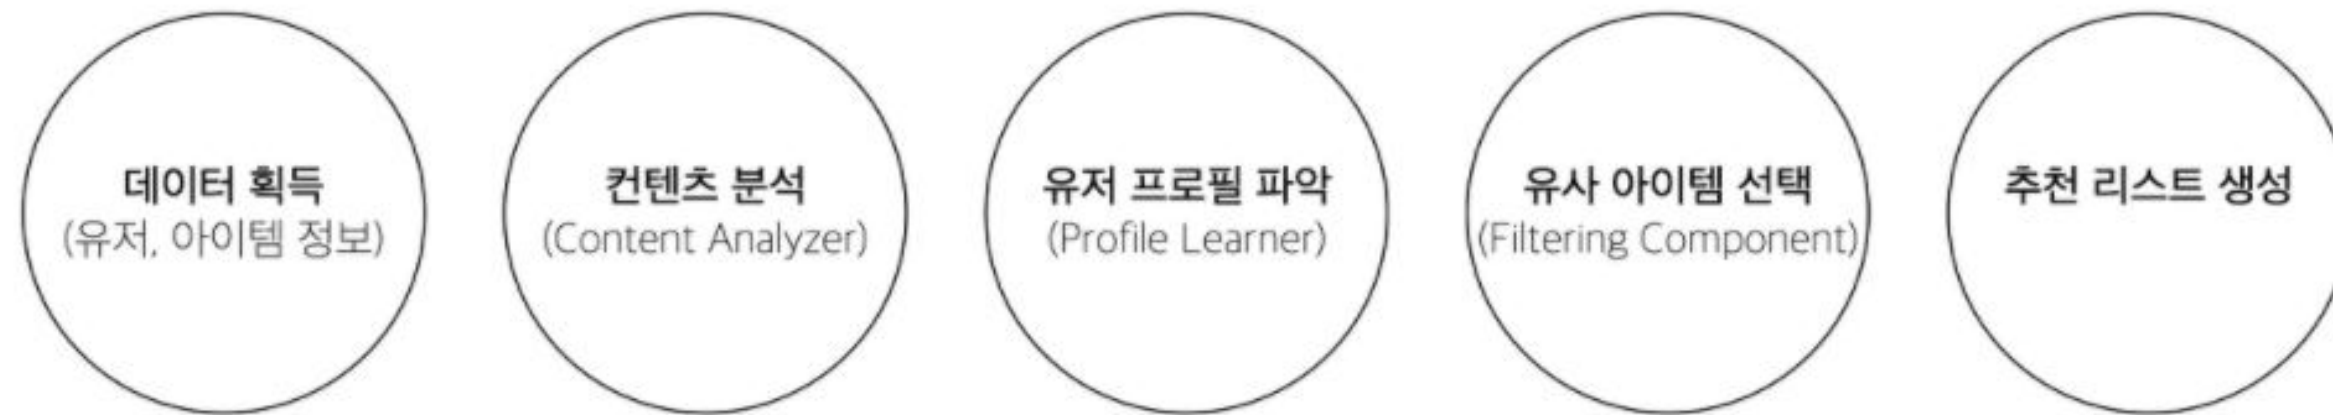 데이터 획득
(유저, 아이템 정보)
컨텐츠 분석
(Content Analyzer)
유저 프로필 파악
(Profile Learner)
유사 아이템 선택
(Filtering Component)
추천 리스트 생성